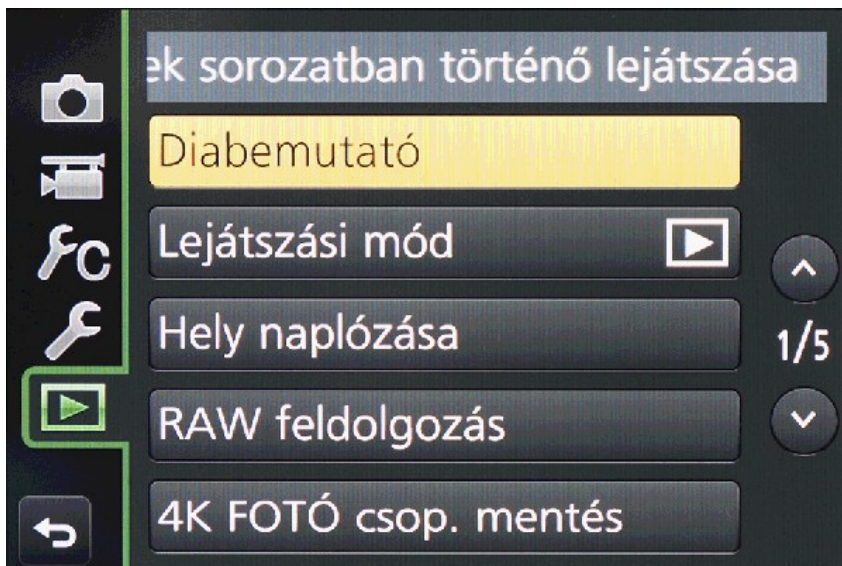 ek sorozatban történő lejátszása
Diabemutató
Lejátszási mód
Hely naplózása
RAW feldolgozás
4K FOTÓ csop. mentés
C
1/5